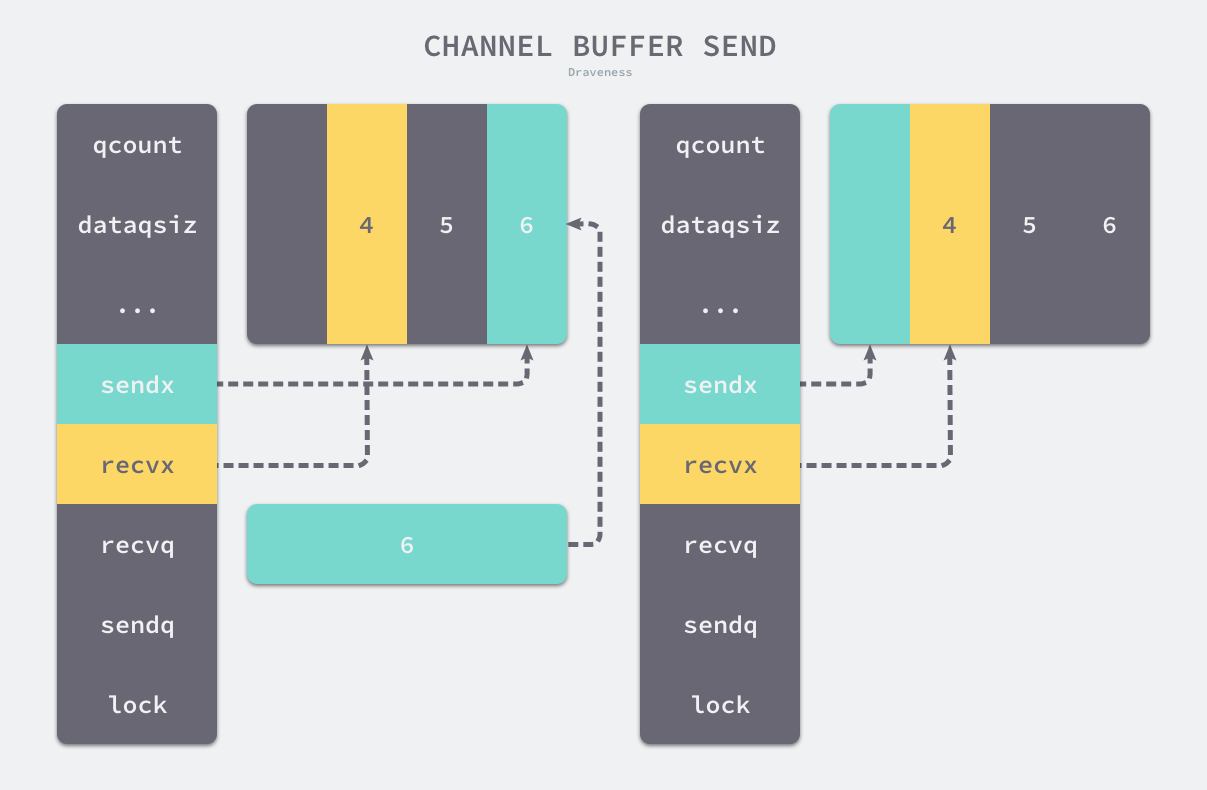 CHANNEL BUFFER SEND
Draveness
qcount
dataqsiz
...
sendx
recvx
recvq
sendq
lock
4 5 6
6
qcount
dataqsiz
...
sendx
recvx
recvq
sendq
lock
4 5 6